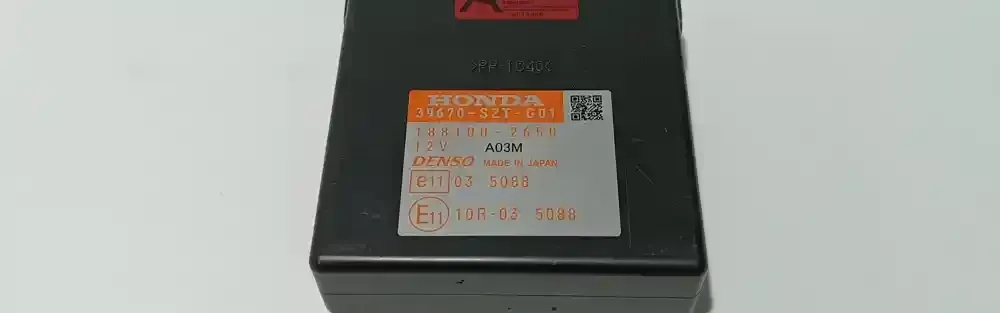 >PP-TD40<
HONDA
39670-SZT-G01
188100-2650
12V A03M
DENSO MADE IN JAPAN
e11 03 5088
E11 10R-03 5088